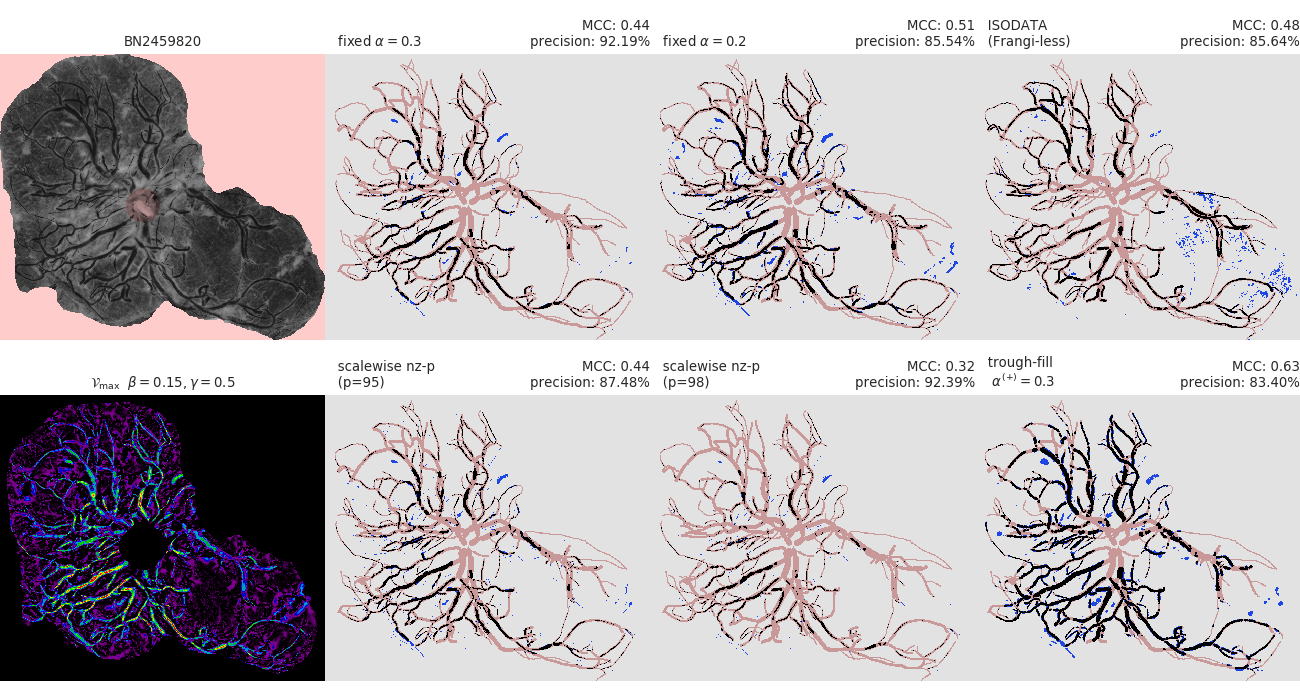 BN2459820
fixed α = 0.3
MCC: 0.44
precision: 92.19%
fixed α = 0.2
MCC: 0.51
precision: 85.54%
ISODATA
(Frangi-less)
MCC: 0.48
precision: 85.64%
𝒱max β = 0.15, γ = 0.5
scalewise nz-p
(p=95)
MCC: 0.44
precision: 87.48%
scalewise nz-p
(p=98)
MCC: 0.32
precision: 92.39%
trough-fill
α(+) = 0.3
MCC: 0.63
precision: 83.40%